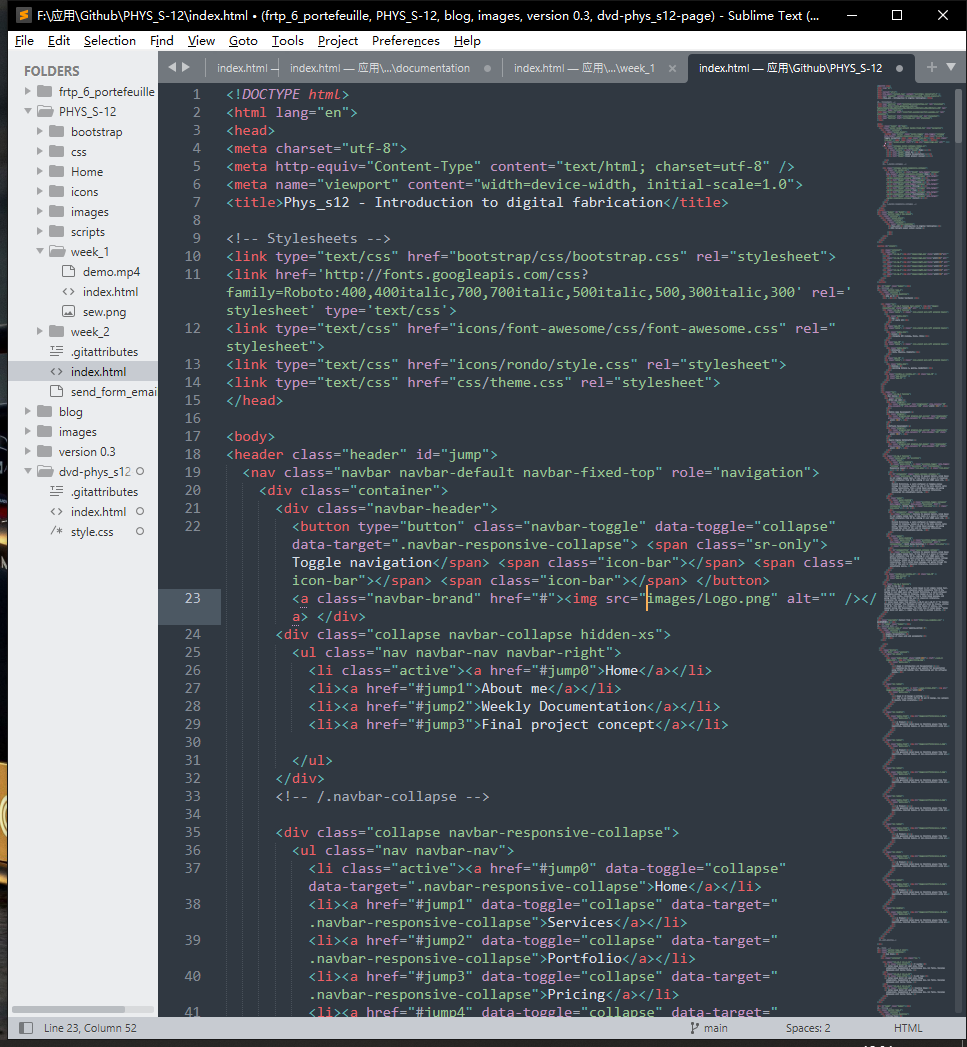 F:\应用\Github\PHYS_S-12\index.html • (frtp_6_portefeuille, PHYS_S-12, blog, images, version 0.3, dvd-phys_s12-page) - Sublime Text (...
File Edit Selection Find View Goto Tools Project Preferences Help
FOLDERS
frtp_6_portefeuille
PHYS_S-12
bootstrap
css
Home
icons
images
scripts
week_1
demo.mp4
index.html
sew.png
week_2
.gitattributes
index.html
send_form_emai
blog
images
version 0.3
dvd-phys_s12
.gitattributes
index.html
style.css
index.html —
index.html — 应用\...\documentation
index.html — 应用\...\week_1
index.html — 应用\Github\PHYS_S-12
1 <!DOCTYPE html>
2 <html lang="en">
3 <head>
4 <meta charset="utf-8">
5 <meta http-equiv="Content-Type" content="text/html; charset=utf-8" />
6 <meta name="viewport" content="width=device-width, initial-scale=1.0">
7 <title>Phys_s12 - Introduction to digital fabrication</title>
8
9 <!-- Stylesheets -->
10 <link type="text/css" href="bootstrap/css/bootstrap.css" rel="stylesheet">
11 <link href='http://fonts.googleapis.com/css?
family=Roboto:400,400italic,700,700italic,500italic,500,300italic,300' rel='
stylesheet' type='text/css'>
12 <link type="text/css" href="icons/font-awesome/css/font-awesome.css" rel="
stylesheet">
13 <link type="text/css" href="icons/rondo/style.css" rel="stylesheet">
14 <link type="text/css" href="css/theme.css" rel="stylesheet">
15 </head>
16
17 <body>
18 <header class="header" id="jump">
19 <nav class="navbar navbar-default navbar-fixed-top" role="navigation">
20 <div class="container">
21 <div class="navbar-header">
22 <button type="button" class="navbar-toggle" data-toggle="collapse"
data-target=".navbar-responsive-collapse"> <span class="sr-only">
Toggle navigation</span> <span class="icon-bar"></span> <span class="
icon-bar"></span> <span class="icon-bar"></span> </button>
23 <a class="navbar-brand" href="#"><img src="images/Logo.png" alt="" /></
a> </div>
24 <div class="collapse navbar-collapse hidden-xs">
25 <ul class="nav navbar-nav navbar-right">
26 <li class="active"><a href="#jump0">Home</a></li>
27 <li><a href="#jump1">About me</a></li>
28 <li><a href="#jump2">Weekly Documentation</a></li>
29 <li><a href="#jump3">Final project concept</a></li>
30
31 </ul>
32 </div>
33 <!-- /.navbar-collapse -->
34
35 <div class="collapse navbar-responsive-collapse">
36 <ul class="nav navbar-nav">
37 <li class="active"><a href="#jump0" data-toggle="collapse"
data-target=".navbar-responsive-collapse">Home</a></li>
38 <li><a href="#jump1" data-toggle="collapse" data-target="
.navbar-responsive-collapse">Services</a></li>
39 <li><a href="#jump2" data-toggle="collapse" data-target="
.navbar-responsive-collapse">Portfolio</a></li>
40 <li><a href="#jump3" data-toggle="collapse" data-target="
.navbar-responsive-collapse">Pricing</a></li>
41 <li><a href="#jump4" data-toggle="collapse" data-target="
Line 23, Column 52
main
Spaces: 2
HTML